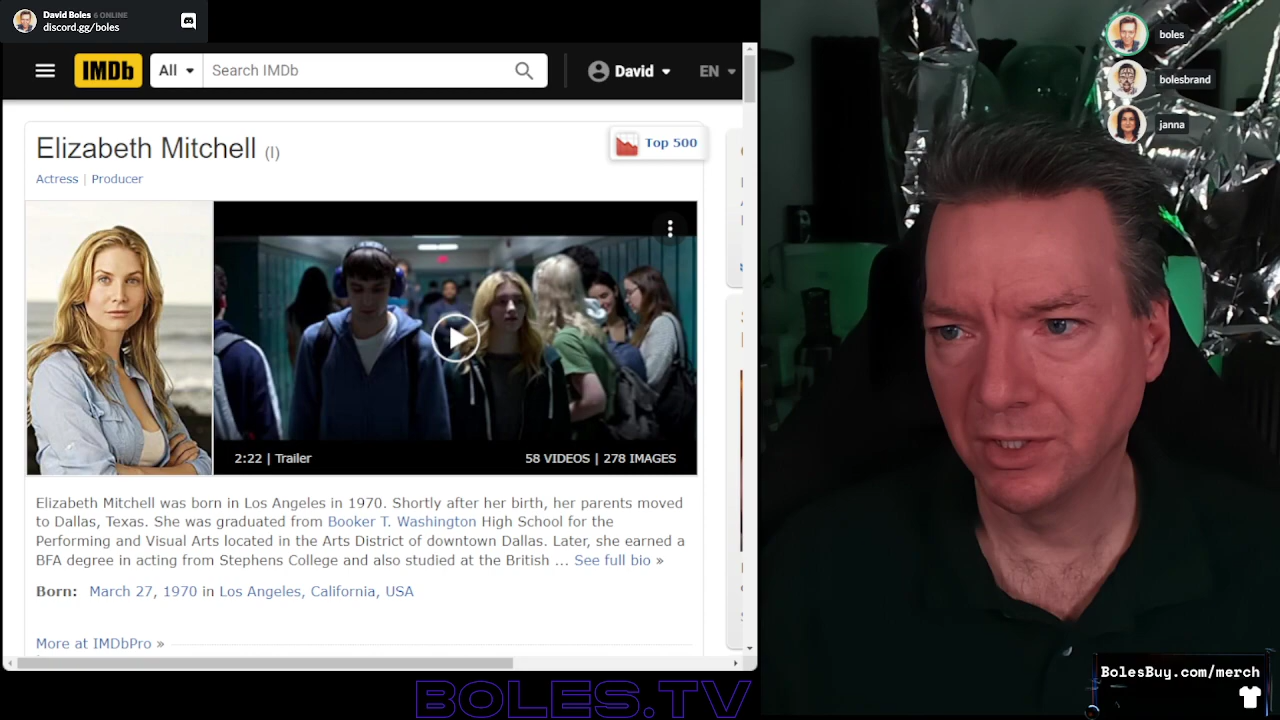 David Boles 6 ONLINE
discord.gg/boles
IMDb
All
Search IMDb
David
EN
Elizabeth Mitchell (I)
Top 500
Actress | Producer
2:22 | Trailer
58 VIDEOS | 278 IMAGES
Elizabeth Mitchell was born in Los Angeles in 1970. Shortly after her birth, her parents moved
to Dallas, Texas. She was graduated from Booker T. Washington High School for the
Performing and Visual Arts located in the Arts District of downtown Dallas. Later, she earned a
BFA degree in acting from Stephens College and also studied at the British ... See full bio »
Born: March 27, 1970 in Los Angeles, California, USA
More at IMDbPro »
BOLES.TV
boles
bolesbrand
janna
BolesBuy.com/merch